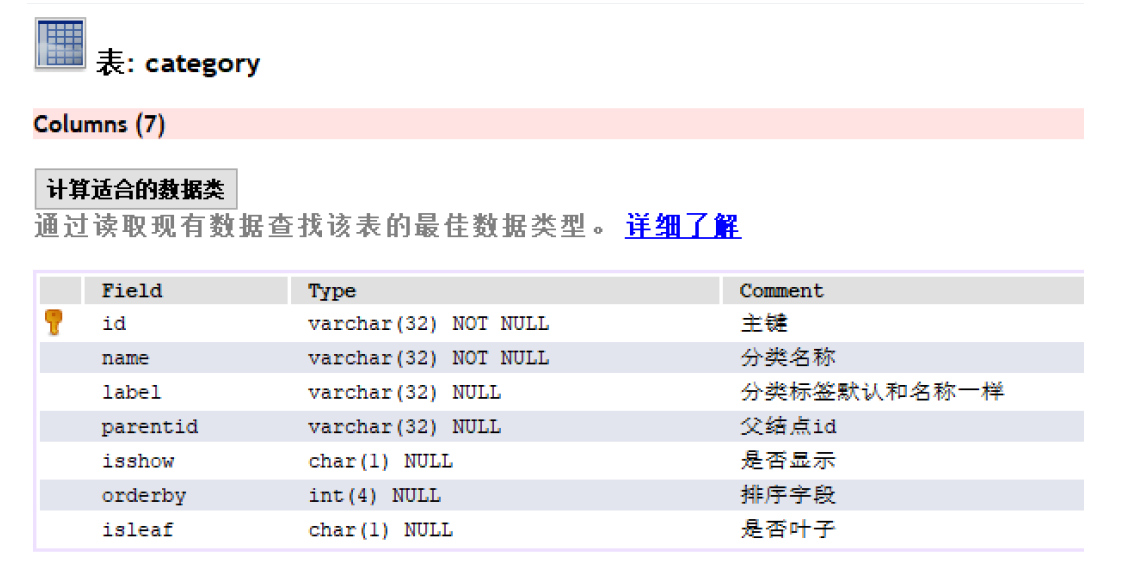 表: category
Columns (7)
计算适合的数据类
通过读取现有数据查找该表的最佳数据类型。 详细了解
Field Type Comment
id varchar(32) NOT NULL 主键
name varchar(32) NOT NULL 分类名称
label varchar(32) NULL 分类标签默认和名称一样
parentid varchar(32) NULL 父结点id
isshow char(1) NULL 是否显示
orderby int(4) NULL 排序字段
isleaf char(1) NULL 是否叶子